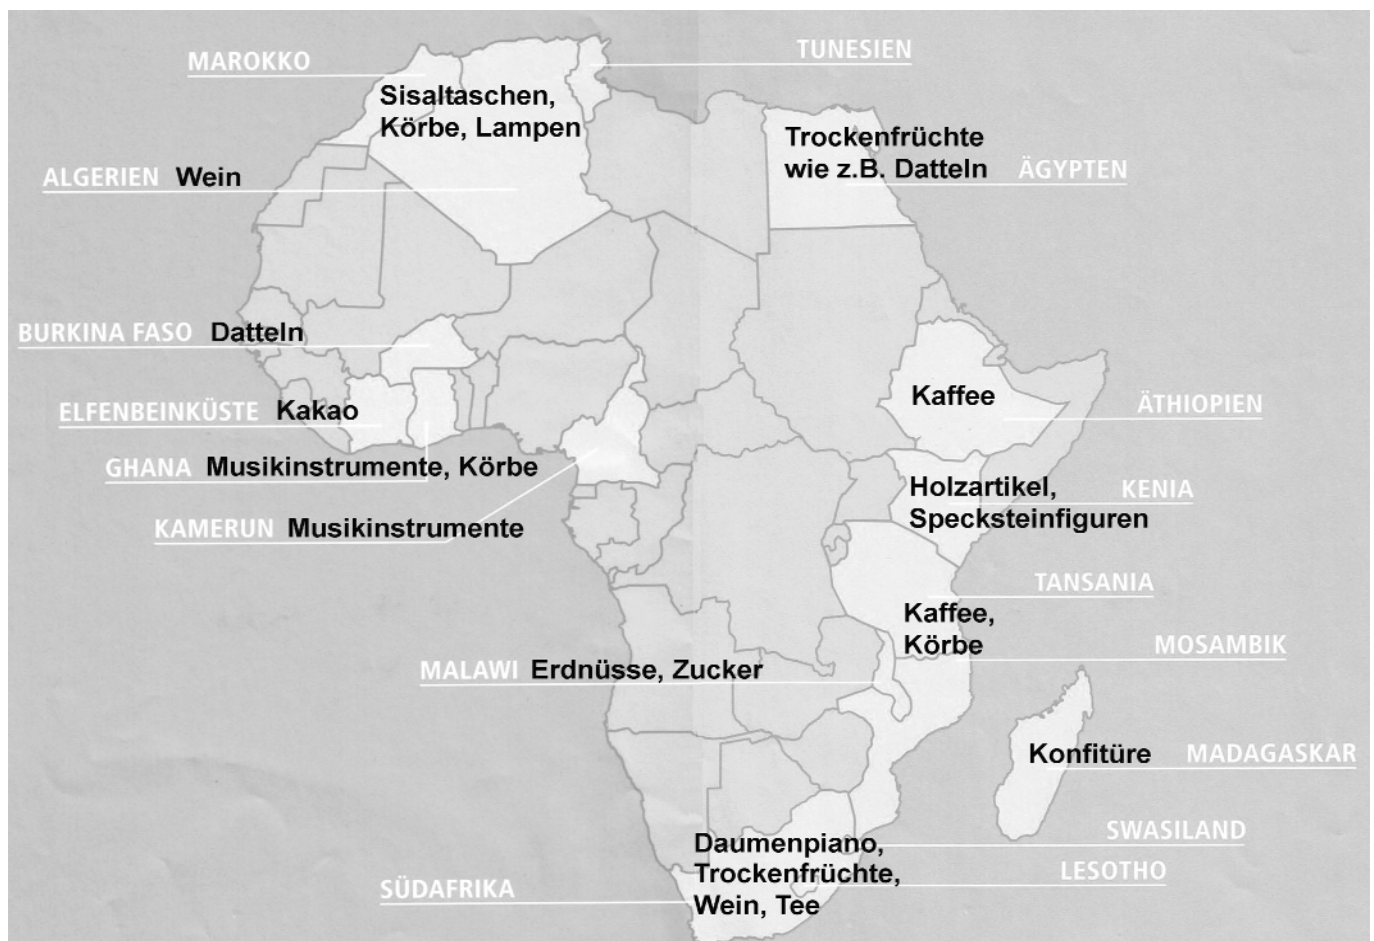 MAROKKO
TUNESIEN
Sisaltaschen,
Körbe, Lampen
Trockenfrüchte
wie z.B. Datteln
ÄGYPTEN
ALGERIEN Wein
BURKINA FASO Datteln
Kaffee
ÄTHIOPIEN
ELFENBEINKÜSTE Kakao
GHANA Musikinstrumente, Körbe
Holzartikel,
Specksteinfiguren
KENIA
KAMERUN Musikinstrumente
TANSANIA
Kaffee,
Körbe
MOSAMBIK
MALAWI Erdnüsse, Zucker
Konfitüre
MADAGASKAR
SWASILAND
Daumenpiano,
Trockenfrüchte,
Wein, Tee
LESOTHO
SÜDAFRIKA